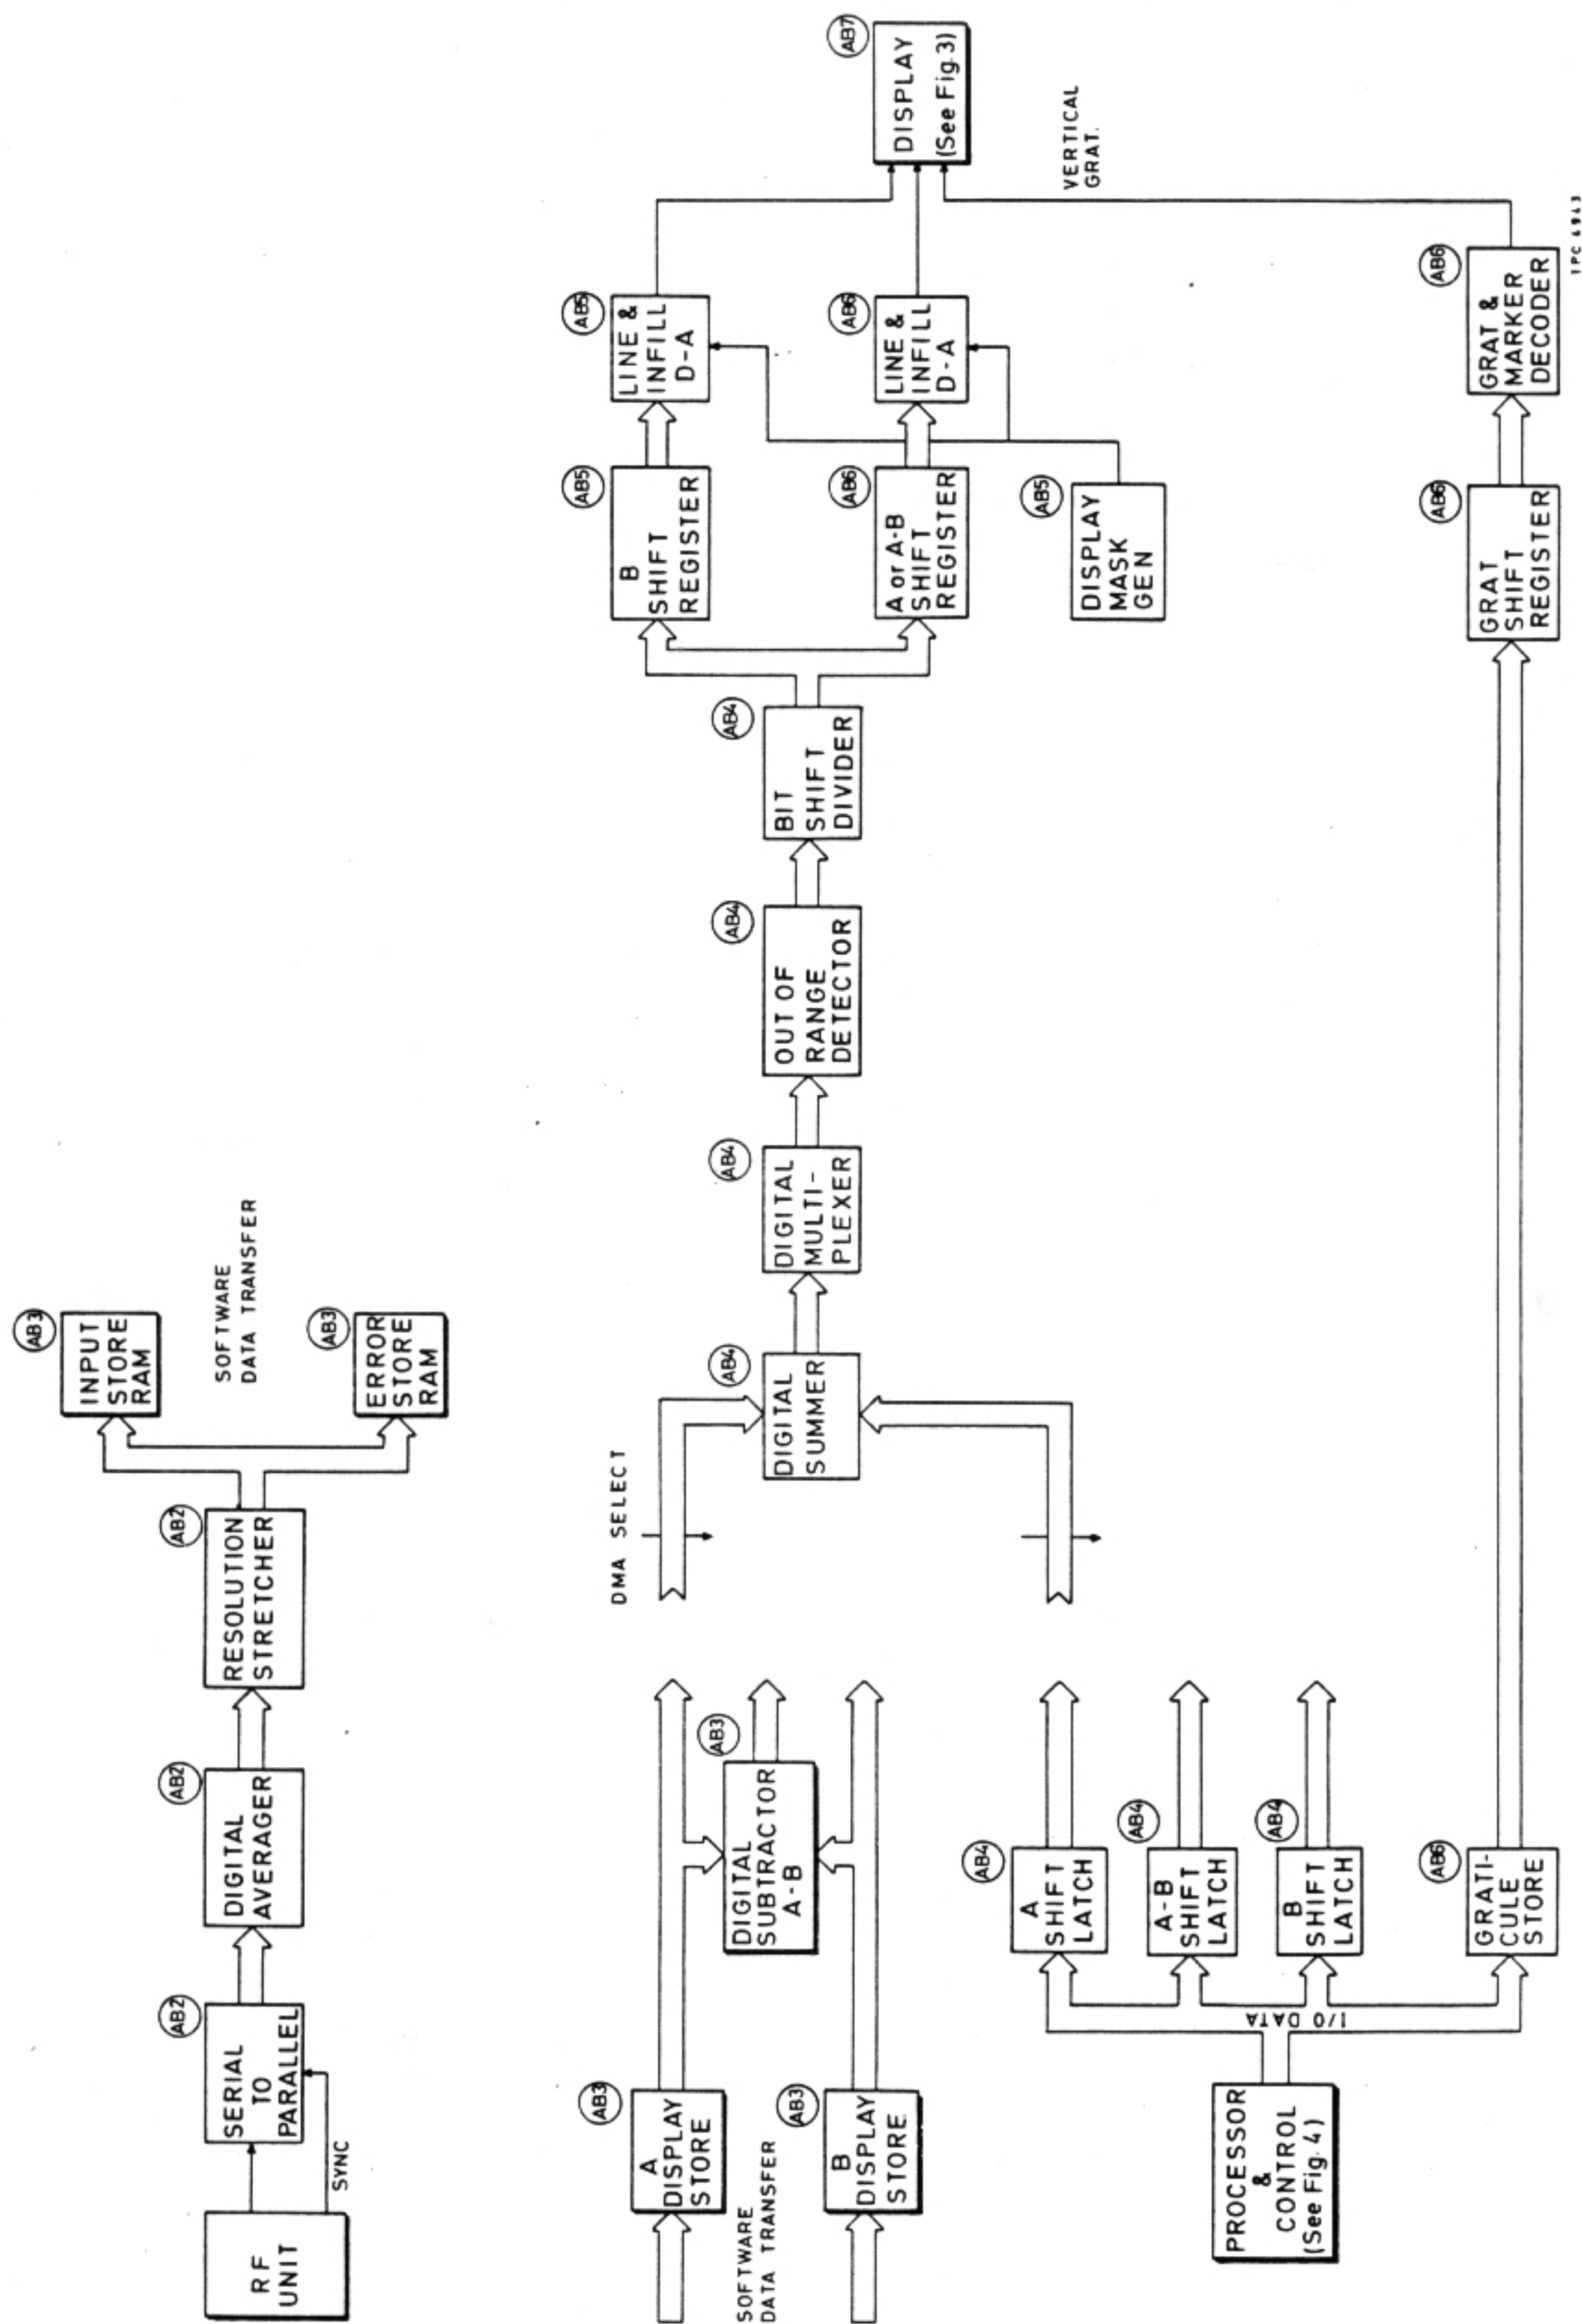 RF
UNIT
SYNC
AB2
SERIAL
TO
PARALLEL
AB2
DIGITAL
AVERAGER
AB2
RESOLUTION
STRETCHER
AB3
INPUT
STORE
RAM
SOFTWARE
DATA TRANSFER
AB3
ERROR
STORE
RAM
SOFTWARE
DATA TRANSFER
AB3
A
DISPLAY
STORE
AB3
B
DISPLAY
STORE
AB3
DIGITAL
SUBTRACTOR
A-B
DMA SELECT
AB4
DIGITAL
SUMMER
AB4
DIGITAL
MULTI-
PLEXER
AB4
OUT OF
RANGE
DETECTOR
AB4
BIT
SHIFT
DIVIDER
AB5
B
SHIFT
REGISTER
AB5
LINE &
INFILL
D-A
AB6
A or A-B
SHIFT
REGISTER
AB6
LINE &
INFILL
D-A
AB5
DISPLAY
MASK
GEN
AB7
DISPLAY
(See Fig. 3)
VERTICAL
GRAT.
PROCESSOR
&
CONTROL
(See Fig. 4)
I/O DATA
AB4
A
SHIFT
LATCH
AB4
A-B
SHIFT
LATCH
AB4
B
SHIFT
LATCH
AB6
GRATI-
CULE
STORE
AB6
GRAT
SHIFT
REGISTER
AB6
GRAT &
MARKER
DECODER
TPC 4943